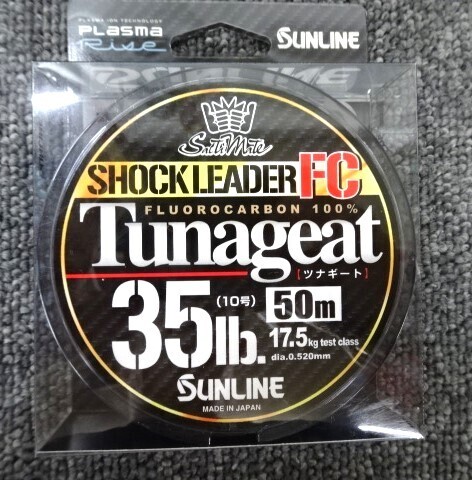 PLASMA ION TECHNOLOGY
PLASMA
Rise
SUNLINE
SUNLINE
SaltiMate
SHOCK LEADER FC
FLUOROCARBON 100%
Tunageat
[ツナギート]
35lb. (10号) 50m
17.5kg test class
dia.0.520mm
SUNLINE
MADE IN JAPAN